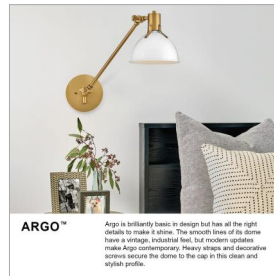 ARGO™
Argo is brilliantly basic in design but has all the right
details to make it shine. The smooth lines of its dome
have a vintage, industrial feel, but modern updates
make Argo contemporary. Heavy straps and decorative
screws secure the dome to the cap in this clean and
stylish profile.